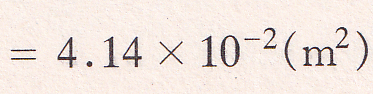 = 4.14 × 10⁻² (m²)